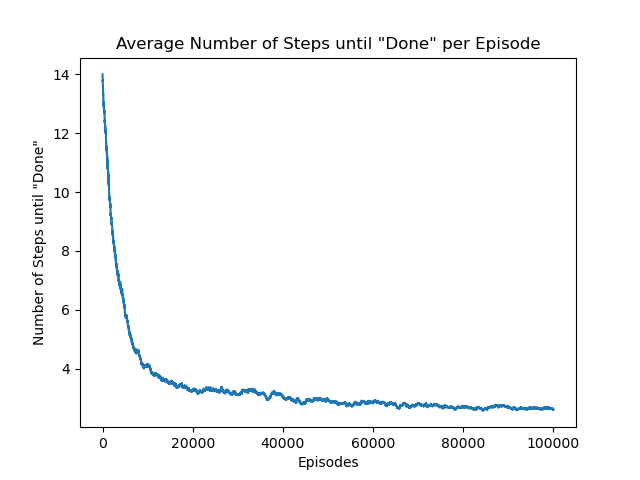 Average Number of Steps until "Done" per Episode
Number of Steps until "Done"
14
12
10
8
6
4
0 20000 40000 60000 80000 100000
Episodes